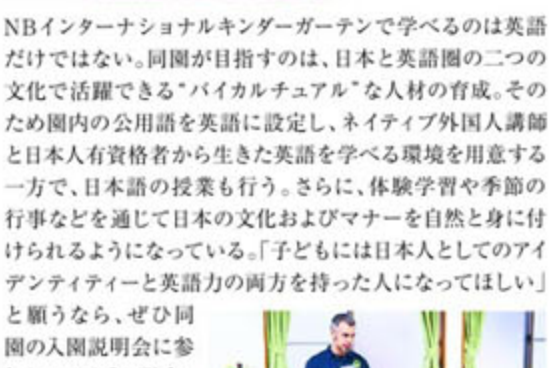 NBインターナショナルキンダーガーテンで学べるのは英語
だけではない。同園が目指すのは、日本と英語圏の二つの
文化で活躍できる“バイカルチュアル”な人材の育成。その
ため園内の公用語を英語に設定し、ネイティブ外国人講師
と日本人有資格者から生きた英語を学べる環境を用意する
一方で、日本語の授業も行う。さらに、体験学習や季節の
行事などを通じて日本の文化およびマナーを自然と身に付
けられるようになっている。「子どもには日本人としてのアイ
デンティティーと英語力の両方を持った人になってほしい」
と願うなら、ぜひ同
園の入園説明会に参